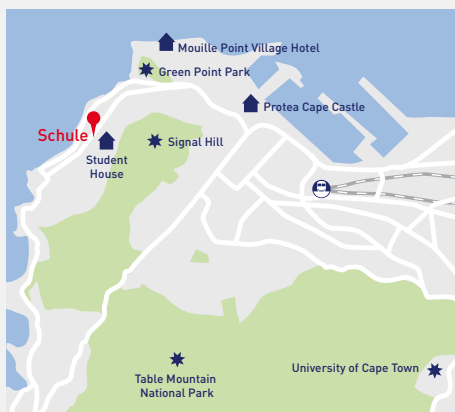 Mouille Point Village Hotel
Green Point Park
Protea Cape Castle
Schule
Signal Hill
Student
House
University of Cape Town
Table Mountain
National Park